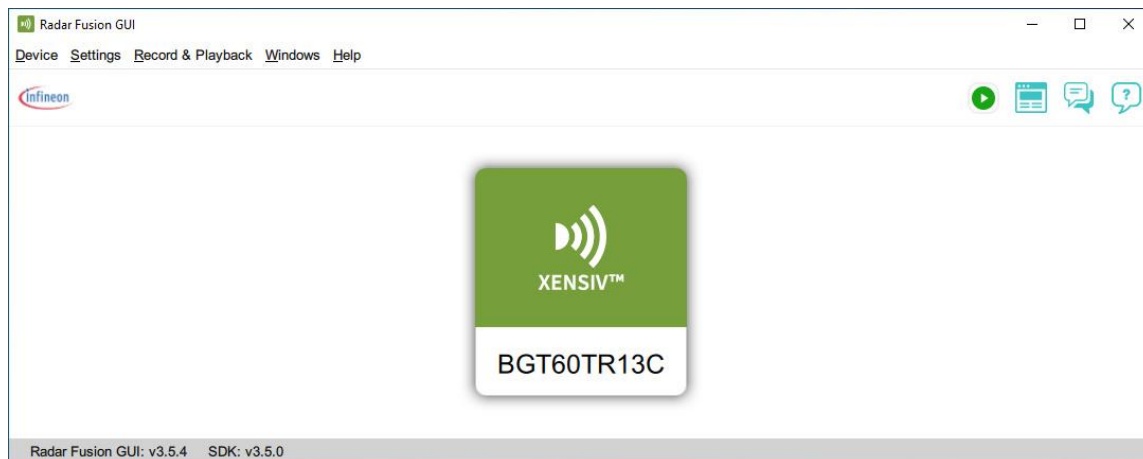 Radar Fusion GUI
Device Settings Record & Playback Windows Help
infineon
?
XENSIV™
BGT60TR13C
Radar Fusion GUI: v3.5.4 SDK: v3.5.0